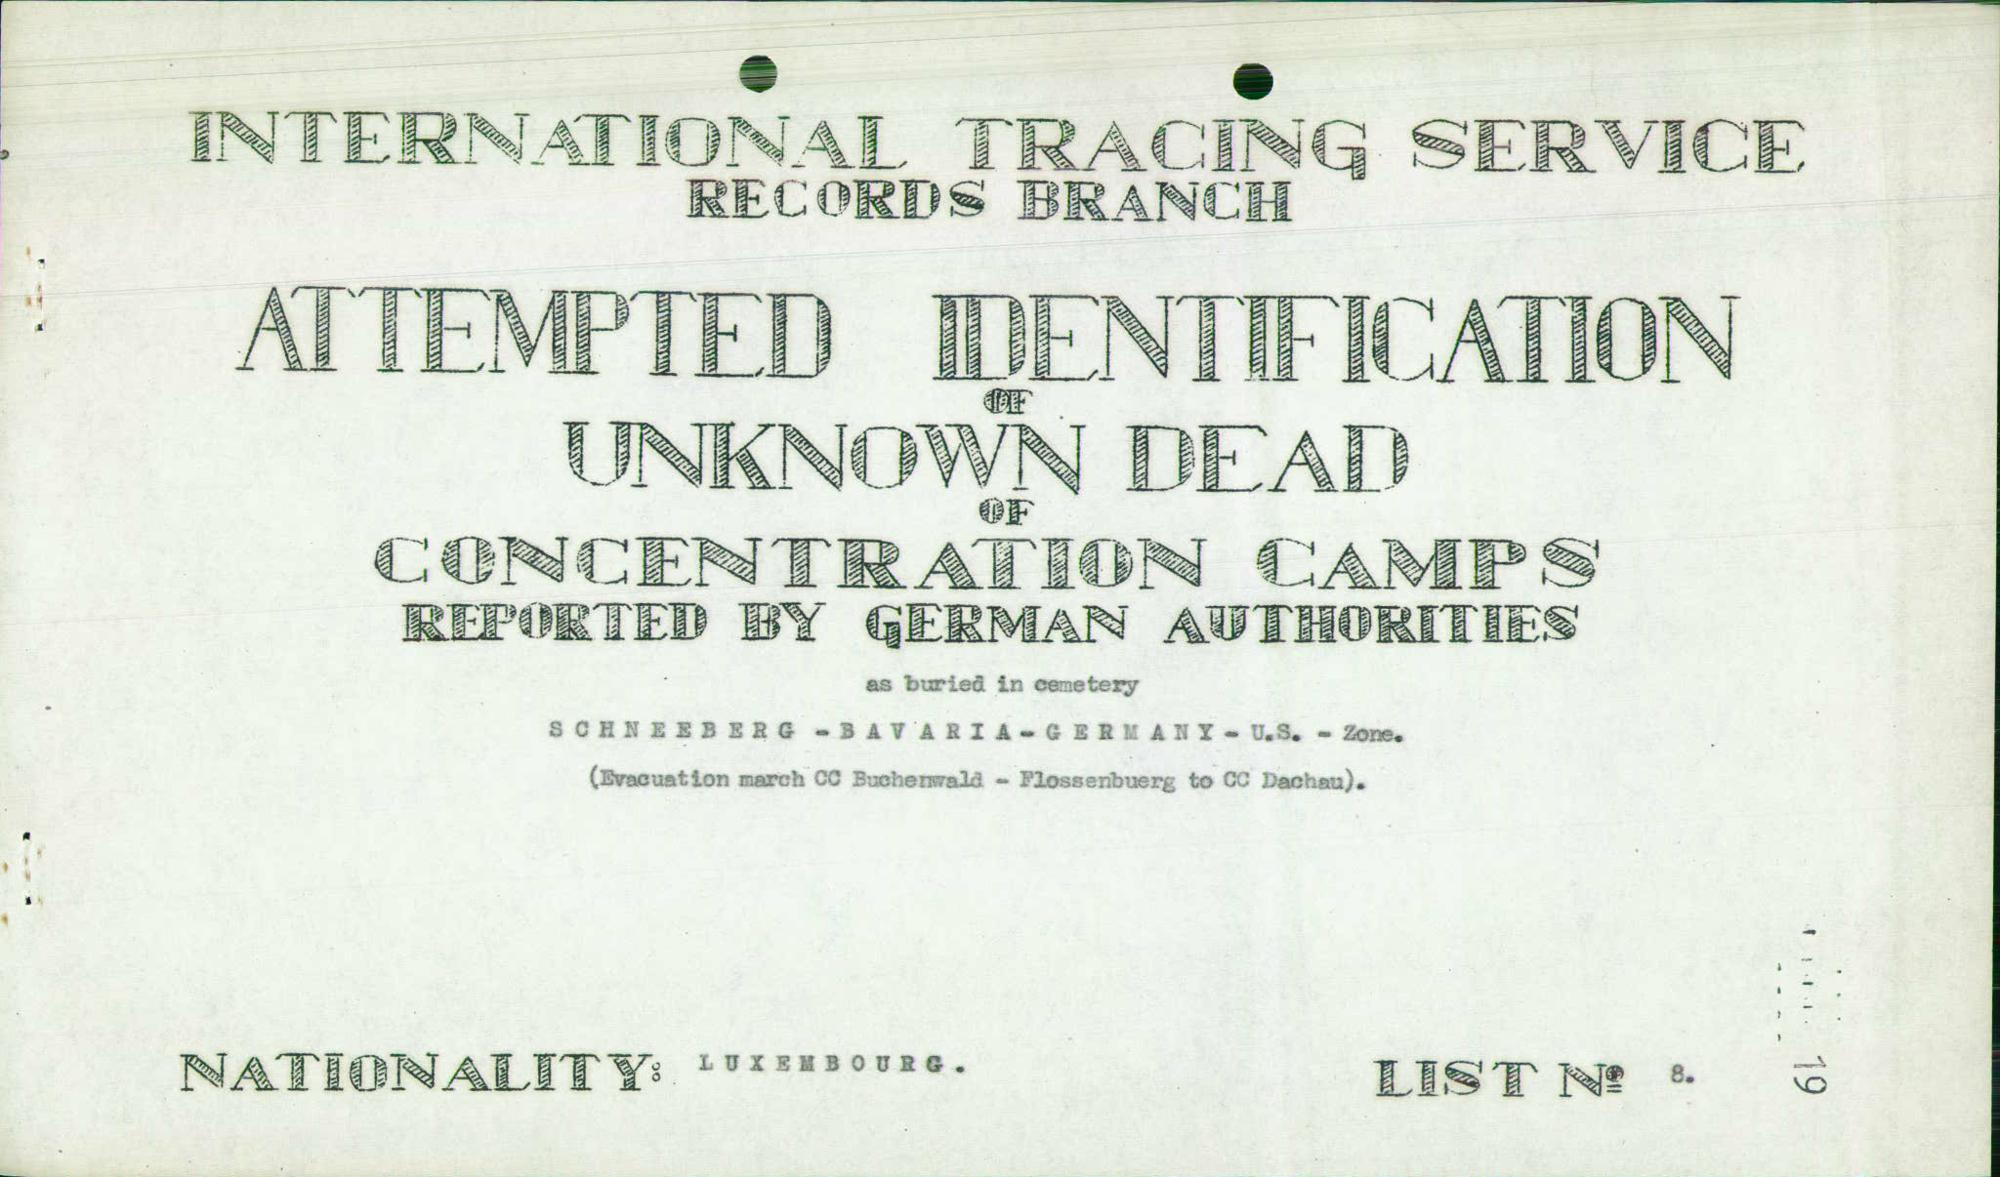 INTERNATIONAL TRACING SERVICE
RECORDS BRANCH
ATTEMPTED IDENTIFICATION
OF
UNKNOWN DEAD
OF
CONCENTRATION CAMPS
REPORTED BY GERMAN AUTHORITIES
as buried in cemetery
SCHNEEBERG - BAVARIA - GERMANY - U.S. - Zone.
(Evacuation march CC Buchenwald - Flossenbuerg to CC Dachau).
NATIONALITY: LUXEMBOURG.
LIST Nº 8.
19